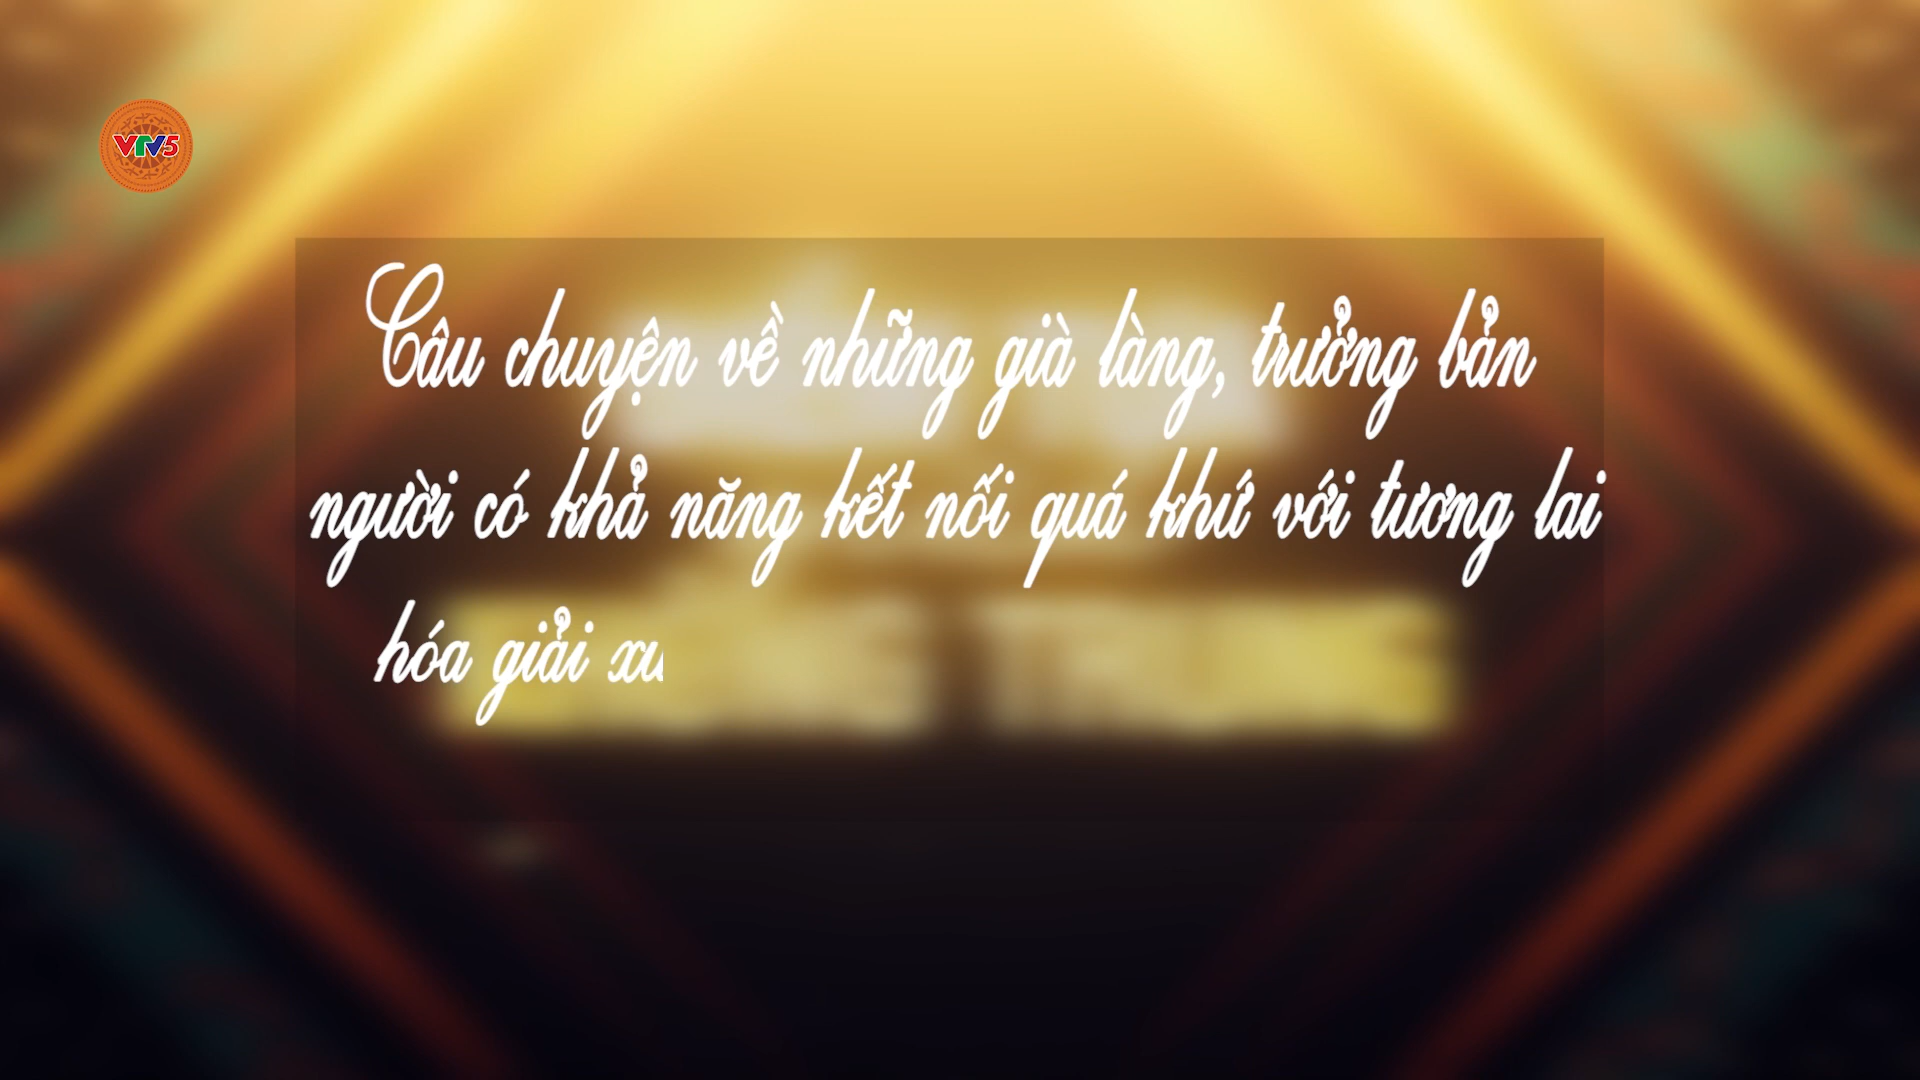 VTV5
Câu chuyện về những già làng, trưởng bản
người có khả năng kết nối quá khứ với tương lai
hóa giải